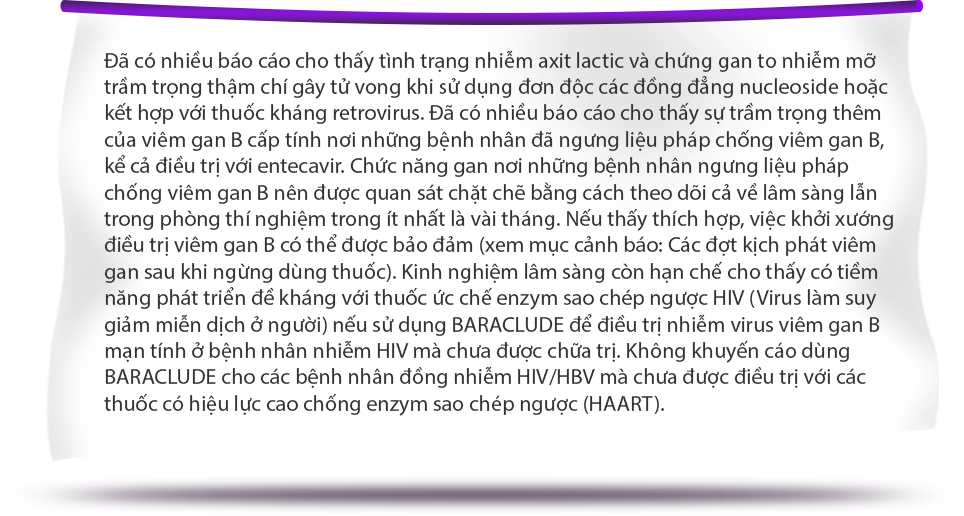 Đã có nhiều báo cáo cho thấy tình trạng nhiễm axit lactic và chứng gan to nhiễm mỡ
trầm trọng thậm chí gây tử vong khi sử dụng đơn độc các đồng đẳng nucleoside hoặc
kết hợp với thuốc kháng retrovirus. Đã có nhiều báo cáo cho thấy sự trầm trọng thêm
của viêm gan B cấp tính nơi những bệnh nhân đã ngưng liệu pháp chống viêm gan B,
kể cả điều trị với entecavir. Chức năng gan nơi những bệnh nhân ngưng liệu pháp
chống viêm gan B nên được quan sát chặt chẽ bằng cách theo dõi cả về lâm sàng lẫn
trong phòng thí nghiệm trong ít nhất là vài tháng. Nếu thấy thích hợp, việc khởi xướng
điều trị viêm gan B có thể được bảo đảm (xem mục cảnh báo: Các đợt kịch phát viêm
gan sau khi ngừng dùng thuốc). Kinh nghiệm lâm sàng còn hạn chế cho thấy có tiềm
năng phát triển đề kháng với thuốc ức chế enzym sao chép ngược HIV (Virus làm suy
giảm miễn dịch ở người) nếu sử dụng BARACLUDE để điều trị nhiễm virus viêm gan B
mạn tính ở bệnh nhân nhiễm HIV mà chưa được chữa trị. Không khuyến cáo dùng
BARACLUDE cho các bệnh nhân đồng nhiễm HIV/HBV mà chưa được điều trị với các
thuốc có hiệu lực cao chống enzym sao chép ngược (HAART).